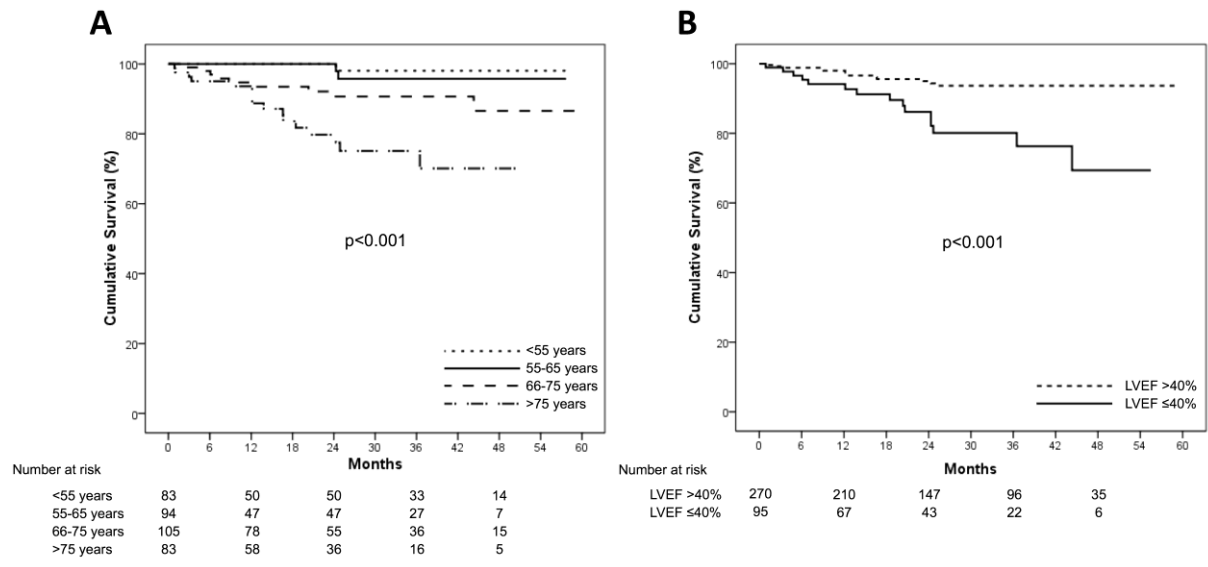 A
B
Cumulative Survival (%)
100
80
60
40
20
0
p<0.001
<55 years
55-65 years
66-75 years
>75 years
0 6 12 18 24 30 36 42 48 54 60
Months
Number at risk
<55 years 83 50 50 33 14
55-65 years 94 47 47 27 7
66-75 years 105 78 55 36 15
>75 years 83 58 36 16 5
Cumulative Survival (%)
100
80
60
40
20
0
p<0.001
LVEF >40%
LVEF ≤40%
0 6 12 18 24 30 36 42 48 54 60
Months
Number at risk
LVEF >40% 270 210 147 96 35
LVEF ≤40% 95 67 43 22 6